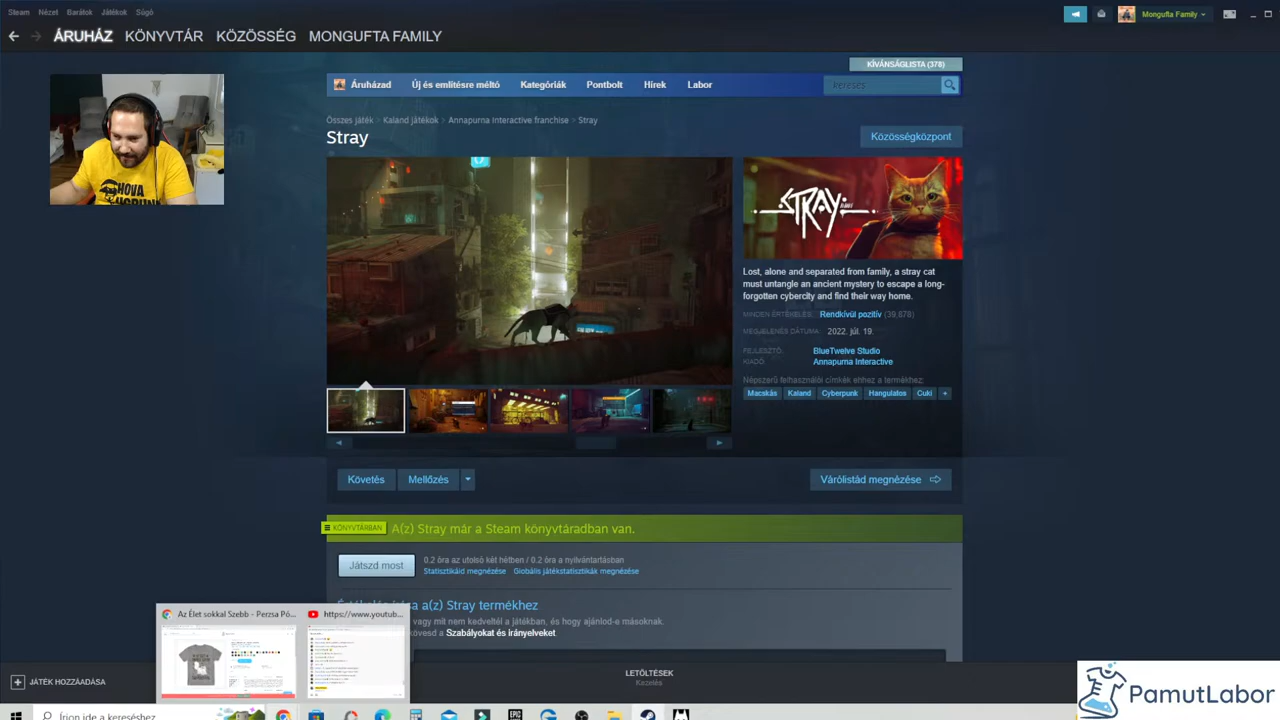 Steam Nézet Barátok Játékok Súgó
Mongufta Family
ÁRUHÁZ KÖNYVTÁR KÖZÖSSÉG MONGUFTA FAMILY
KÍVÁNSÁGLISTA (378)
Áruházad Új és említésre méltó Kategóriák Pontbolt Hírek Labor keresés
Összes játék > Kaland játékok > Annapurna Interactive franchise > Stray
Stray
Közösségközpont
STRAY
Lost, alone and separated from family, a stray cat
must untangle an ancient mystery to escape a long-
forgotten cybercity and find their way home.
MINDEN ÉRTÉKELÉS: Rendkívül pozitív (39,678)
MEGJELENÉS DÁTUMA: 2022. júl. 19.
FEJLESZTŐ: BlueTwelve Studio
KIADÓ: Annapurna Interactive
Népszerű felhasználói címkék ehhez a termékhez:
Macskás Kaland Cyberpunk Hangulatos Cuki +
HOVA
Követés Mellőzés Várólistád megnézése
KÖNYVTÁRBAN A(z) Stray már a Steam könyvtáradban van.
Játszd most
0.2 óra az utolsó két hétben / 0.2 óra a nyilvántartásban
Statisztikáid megnézése Globális játékstatisztikák megnézése
a(z) Stray termékhez
vagy mit nem kedveltél a játékban, és hogy ajánlod-e másoknak.
kövesd a Szabályokat és irányelveket.
Az Élet sokkal Szebb - Perzsa Pó... https://www.youtub...
JÁTÉK HOZZÁADÁSA
LETÖLTÉSEK
Kezelés
PamutLabor
Írjon ide a kereséshez
EPIC